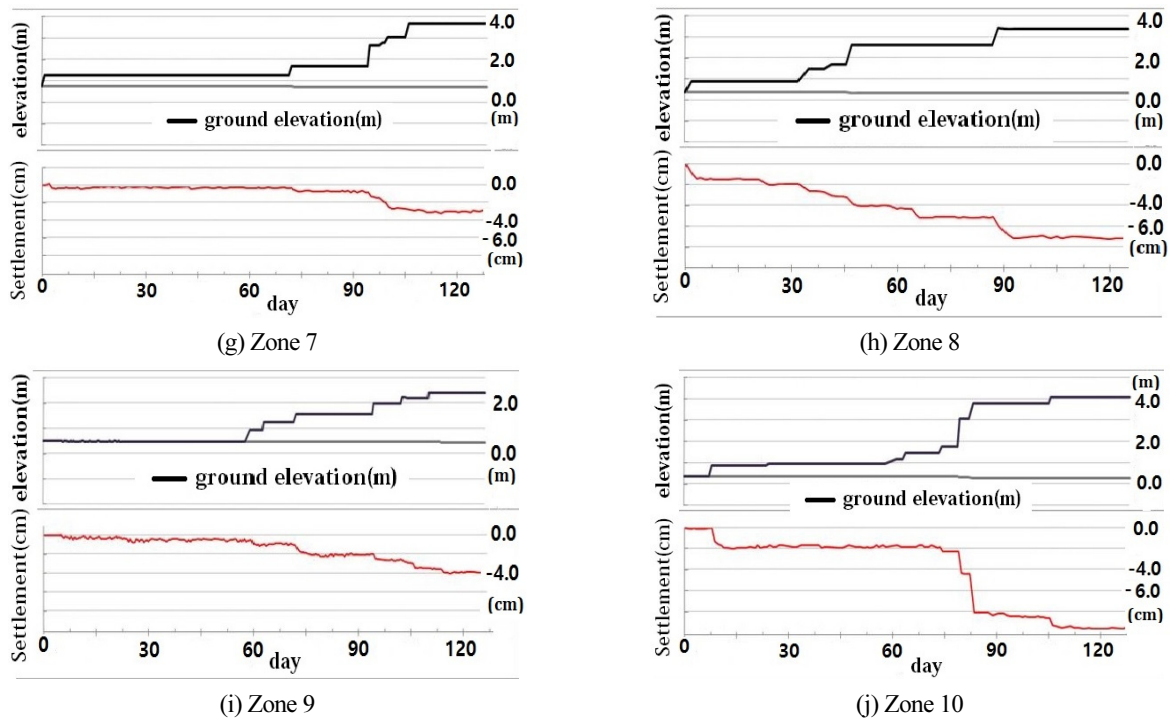 elevation(m)
4.0
2.0
0.0
(m)
ground elevation(m)
Settlement(cm)
0.0
-4.0
-6.0
(cm)
0 30 60 90 120
day
(g) Zone 7
elevation(m)
4.0
2.0
0.0
(m)
ground elevation(m)
Settlement(cm)
0.0
-4.0
-6.0
(cm)
0 30 60 90 120
day
(h) Zone 8
elevation(m)
2.0
0.0
(m)
ground elevation(m)
Settlement(cm)
0.0
-4.0
(cm)
0 30 60 90 120
day
(i) Zone 9
elevation(m)
(m)
4.0
2.0
0.0
ground elevation(m)
Settlement(cm)
0.0
-4.0
-6.0
(cm)
0 30 60 90 120
day
(j) Zone 10